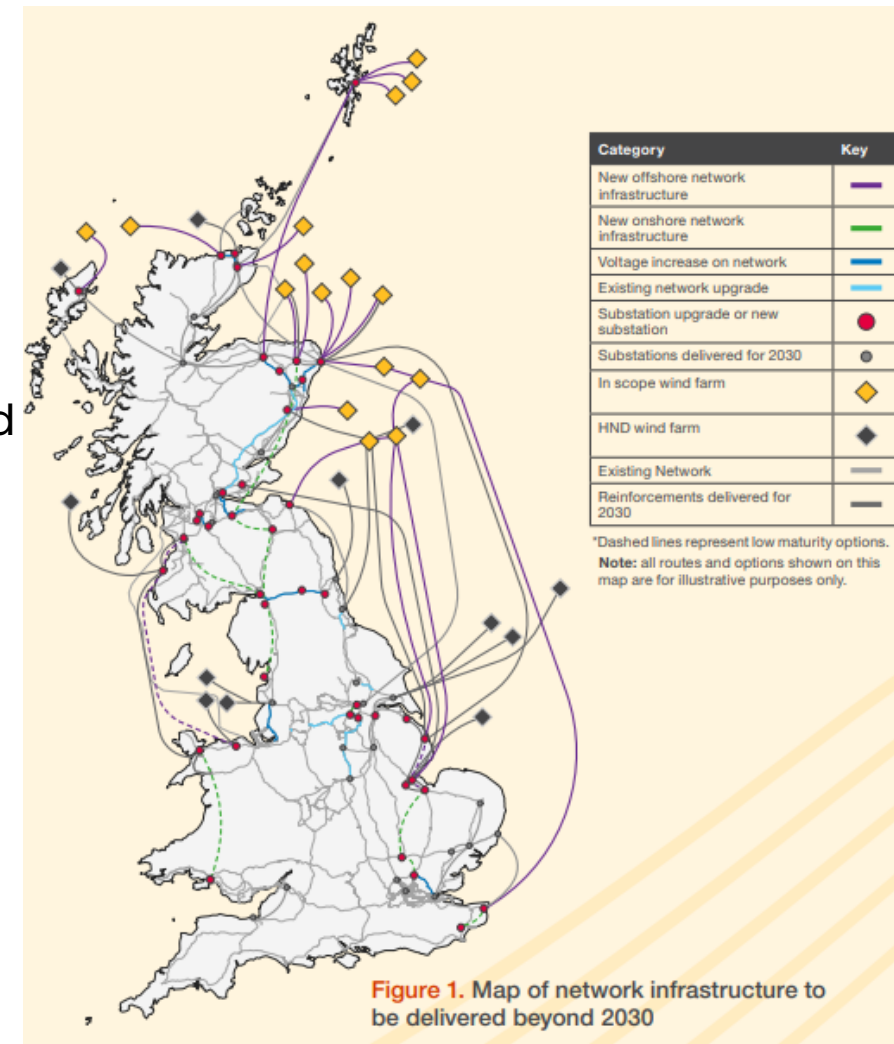 d
Category Key
New offshore network
infrastructure
New onshore network
infrastructure
Voltage increase on network
Existing network upgrade
Substation upgrade or new
substation
Substations delivered for 2030
In scope wind farm
HND wind farm
Existing Network
Reinforcements delivered for
2030
*Dashed lines represent low maturity options.
Note: all routes and options shown on this
map are for illustrative purposes only.
Figure 1. Map of network infrastructure to
be delivered beyond 2030